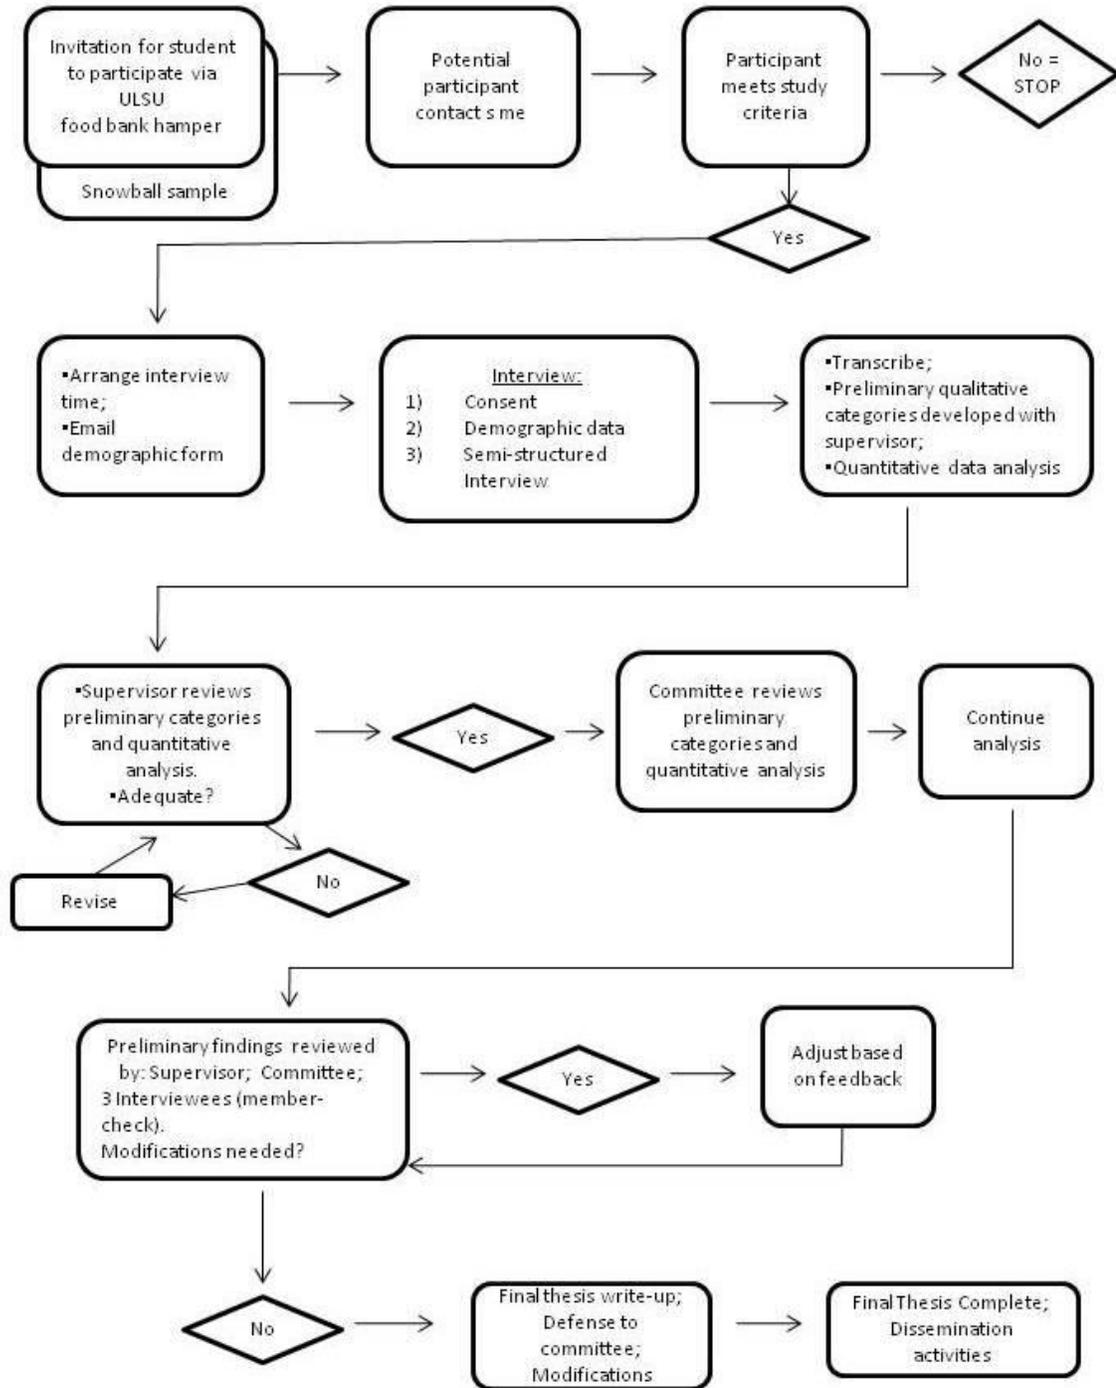 Invitation for student
to participate via
ULSU
food bank hamper
Snowball sample
Potential
participant
contact s me
Participant
meets study
criteria
No =
STOP
Yes
▪Arrange interview
time;
▪Email
demographic form
Interview:
1) Consent
2) Demographic data
3) Semi-structured
Interview
▪Transcribe;
▪Preliminary qualitative
categories developed with
supervisor;
▪Quantitative data analysis
▪Supervisor reviews
preliminary categories
and quantitative
analysis.
▪Adequate?
Yes
Committee reviews
preliminary
categories and
quantitative analysis
Continue
analysis
No
Revise
Preliminary findings reviewed
by: Supervisor; Committee;
3 Interviewees (member-
check).
Modifications needed?
Yes
Adjust based
on feedback
No
Final thesis write-up;
Defense to
committee;
Modifications
Final Thesis Complete;
Dissemination
activities